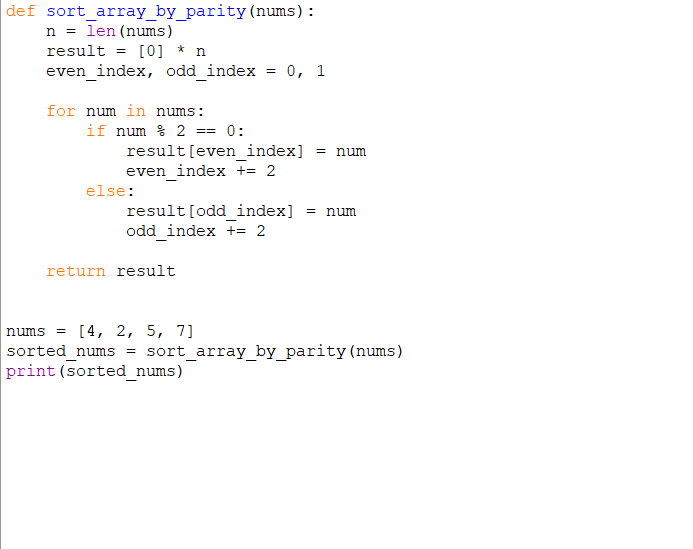 def sort_array_by_parity(nums):
    n = len(nums)
    result = [0] * n
    even_index, odd_index = 0, 1

    for num in nums:
        if num % 2 == 0:
            result[even_index] = num
            even_index += 2
        else:
            result[odd_index] = num
            odd_index += 2

    return result


nums = [4, 2, 5, 7]
sorted_nums = sort_array_by_parity(nums)
print(sorted_nums)